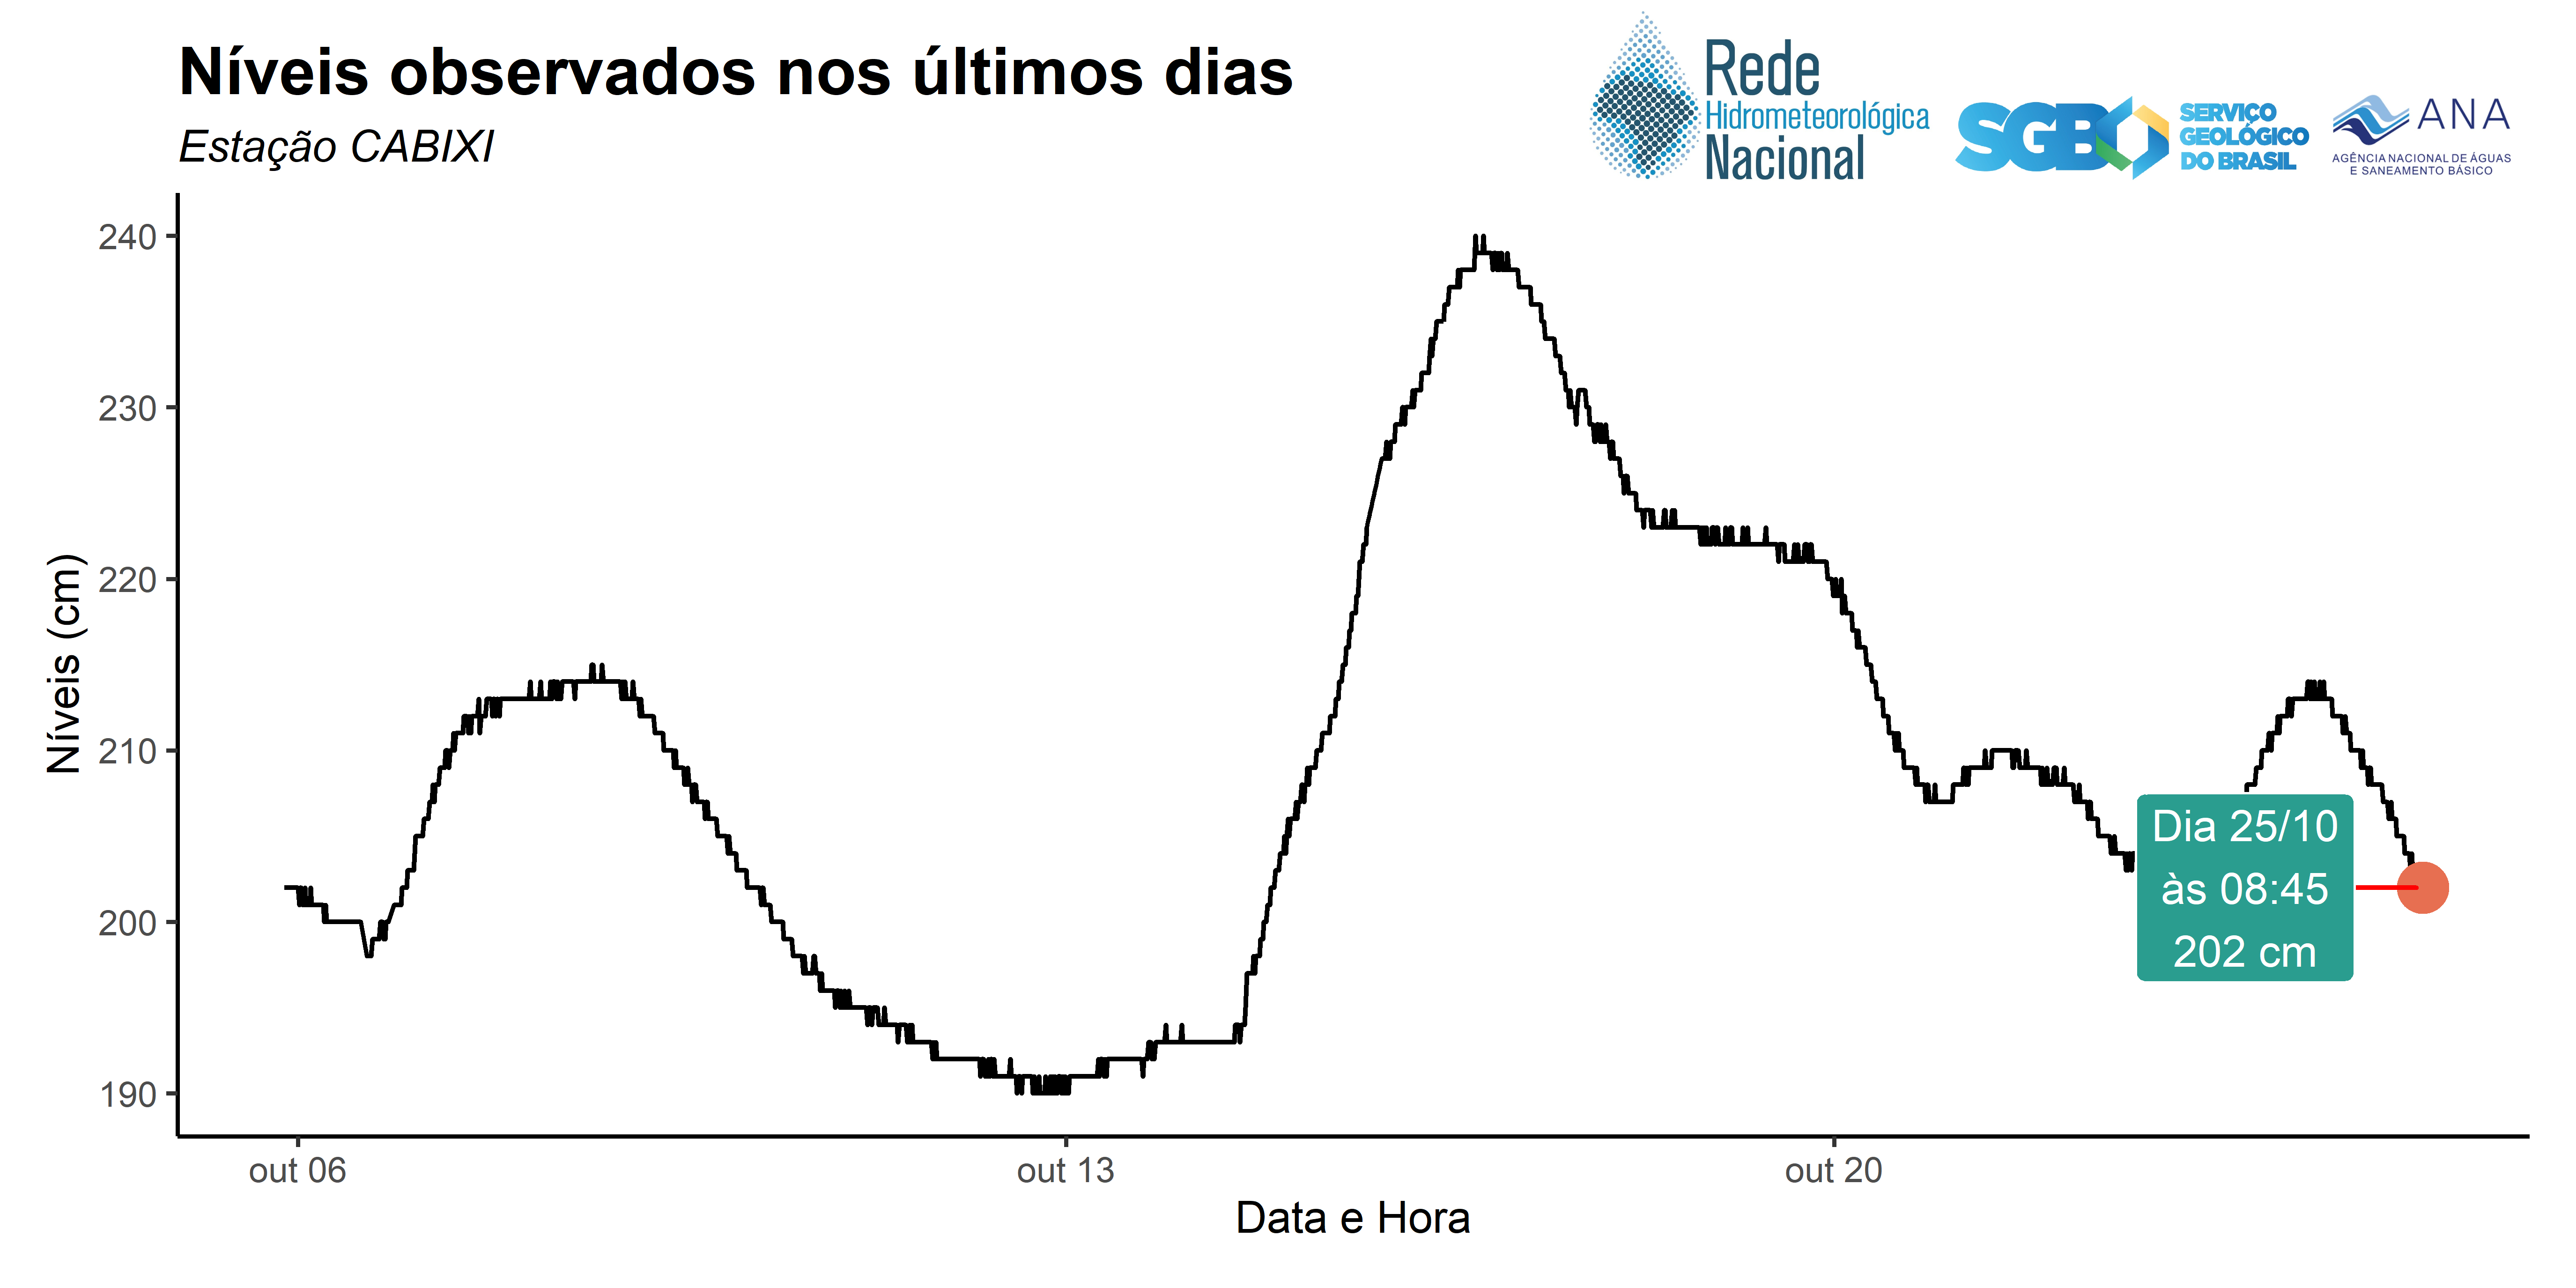 Níveis observados nos últimos dias
Estação CABIXI
Rede
Hidrometeorológica
Nacional
SGB
SERVIÇO
GEOLÓGICO
DO BRASIL
ANA
AGÊNCIA NACIONAL DE ÁGUAS
E SANEAMENTO BÁSICO
Níveis (cm)
240
230
220
210
200
190
Dia 25/10
às 08:45
202 cm
out 06
out 13
out 20
Data e Hora